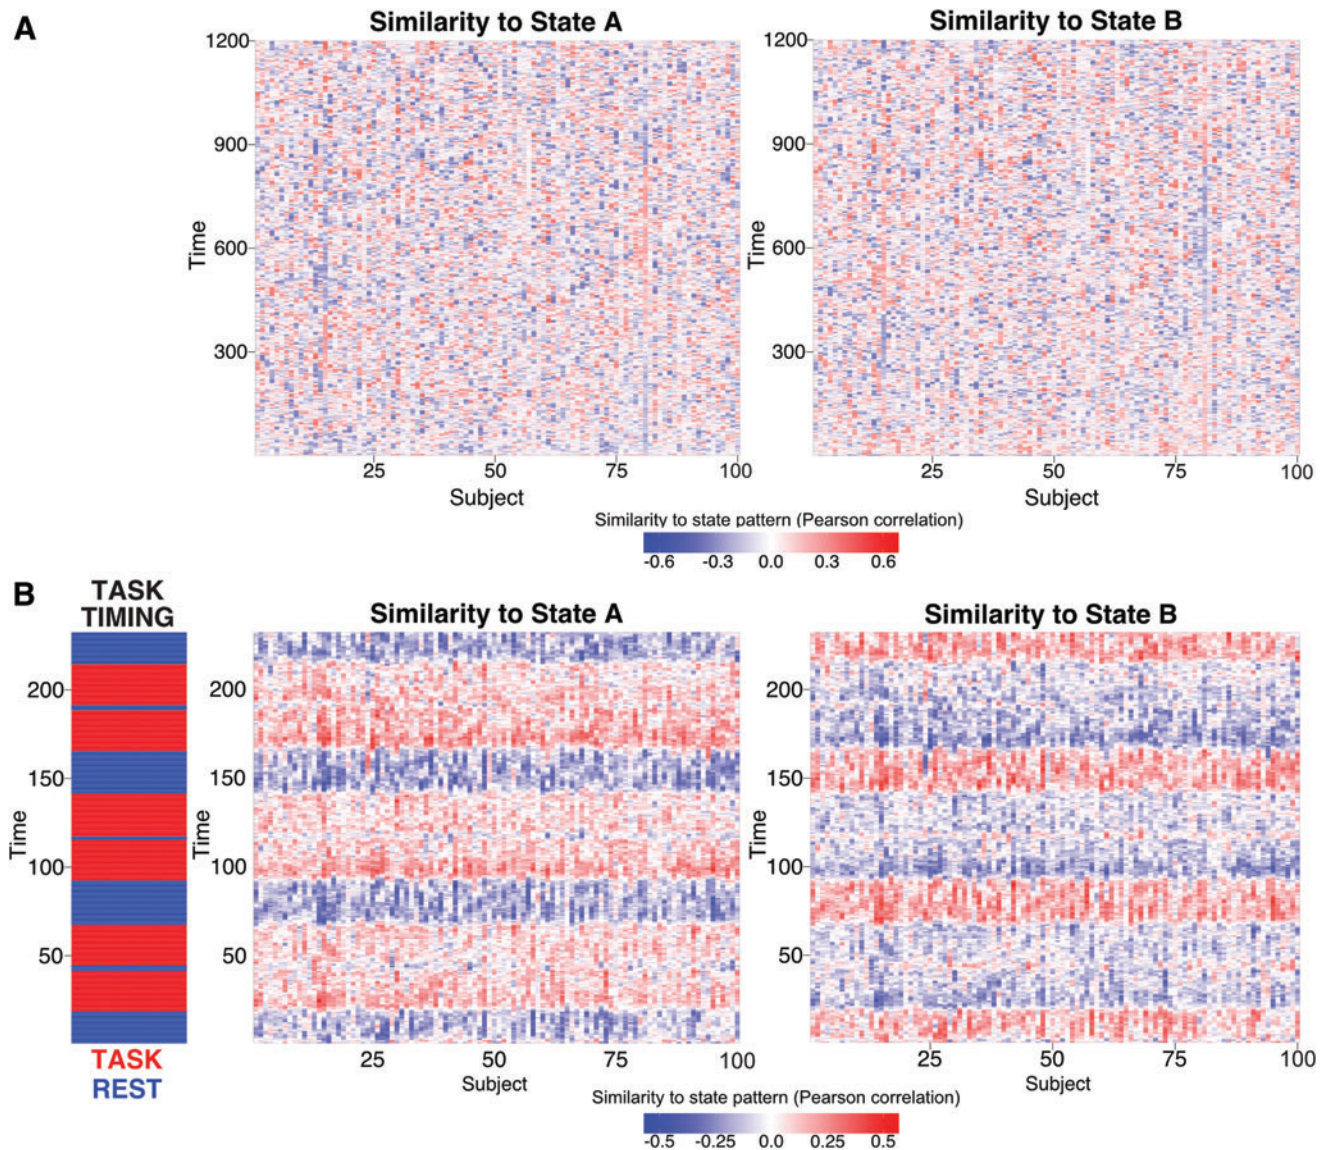 A
Similarity to State A
Similarity to State B
1200
900
600
300
Time
25 50 75 100
Subject
1200
900
600
300
Time
25 50 75 100
Subject
Similarity to state pattern (Pearson correlation)
-0.6 -0.3 0.0 0.3 0.6
B
TASK
TIMING
Similarity to State A
Similarity to State B
200
150
100
50
Time
TASK
REST
200
150
100
50
Time
25 50 75 100
Subject
200
150
100
50
Time
25 50 75 100
Subject
Similarity to state pattern (Pearson correlation)
-0.5 -0.25 0.0 0.25 0.5